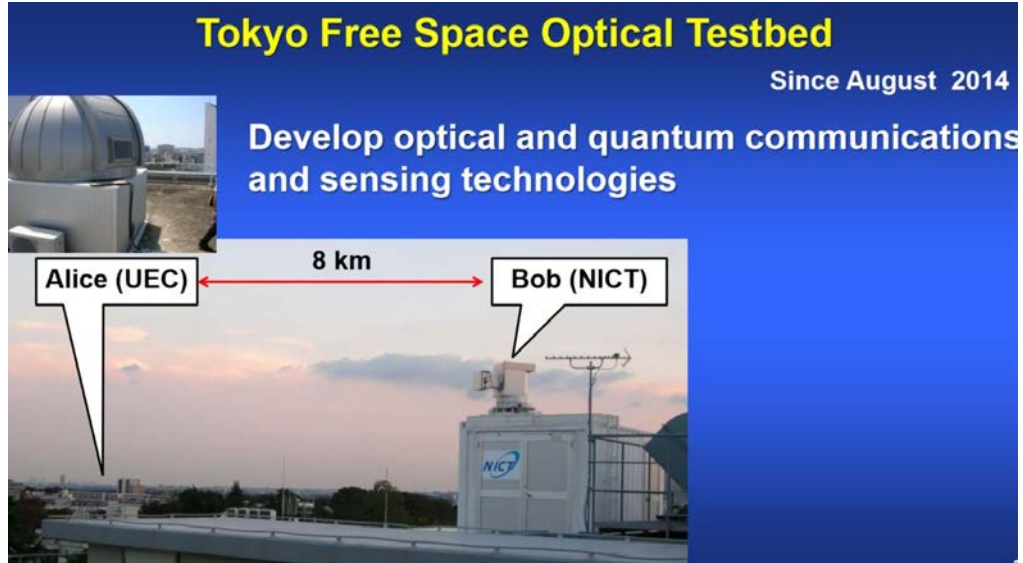 Tokyo Free Space Optical Testbed
Since August 2014
Develop optical and quantum communications
and sensing technologies
8 km
Alice (UEC)
Bob (NICT)
NICT